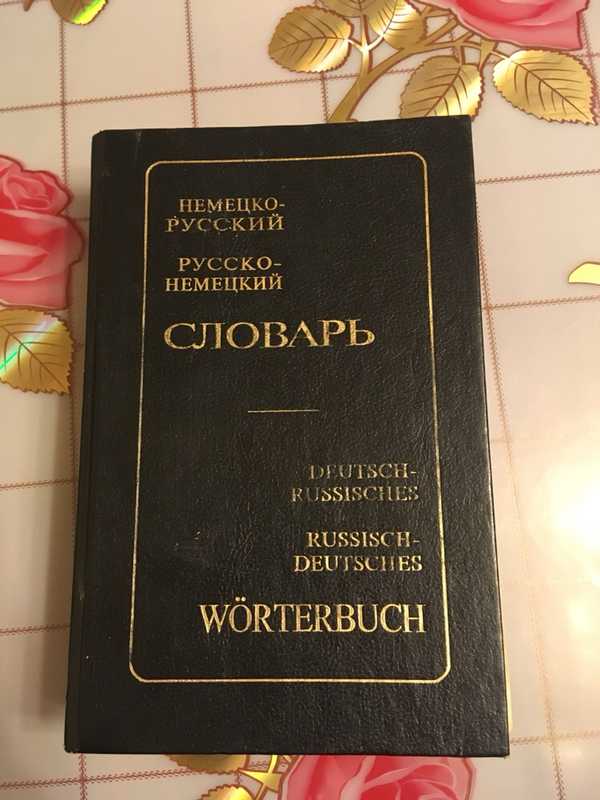 НЕМЕЦКО-
РУССКИЙ
РУССКО-
НЕМЕЦКИЙ
СЛОВАРЬ
DEUTSCH-
RUSSISCHES
RUSSISCH-
DEUTSCHES
WÖRTERBUCH